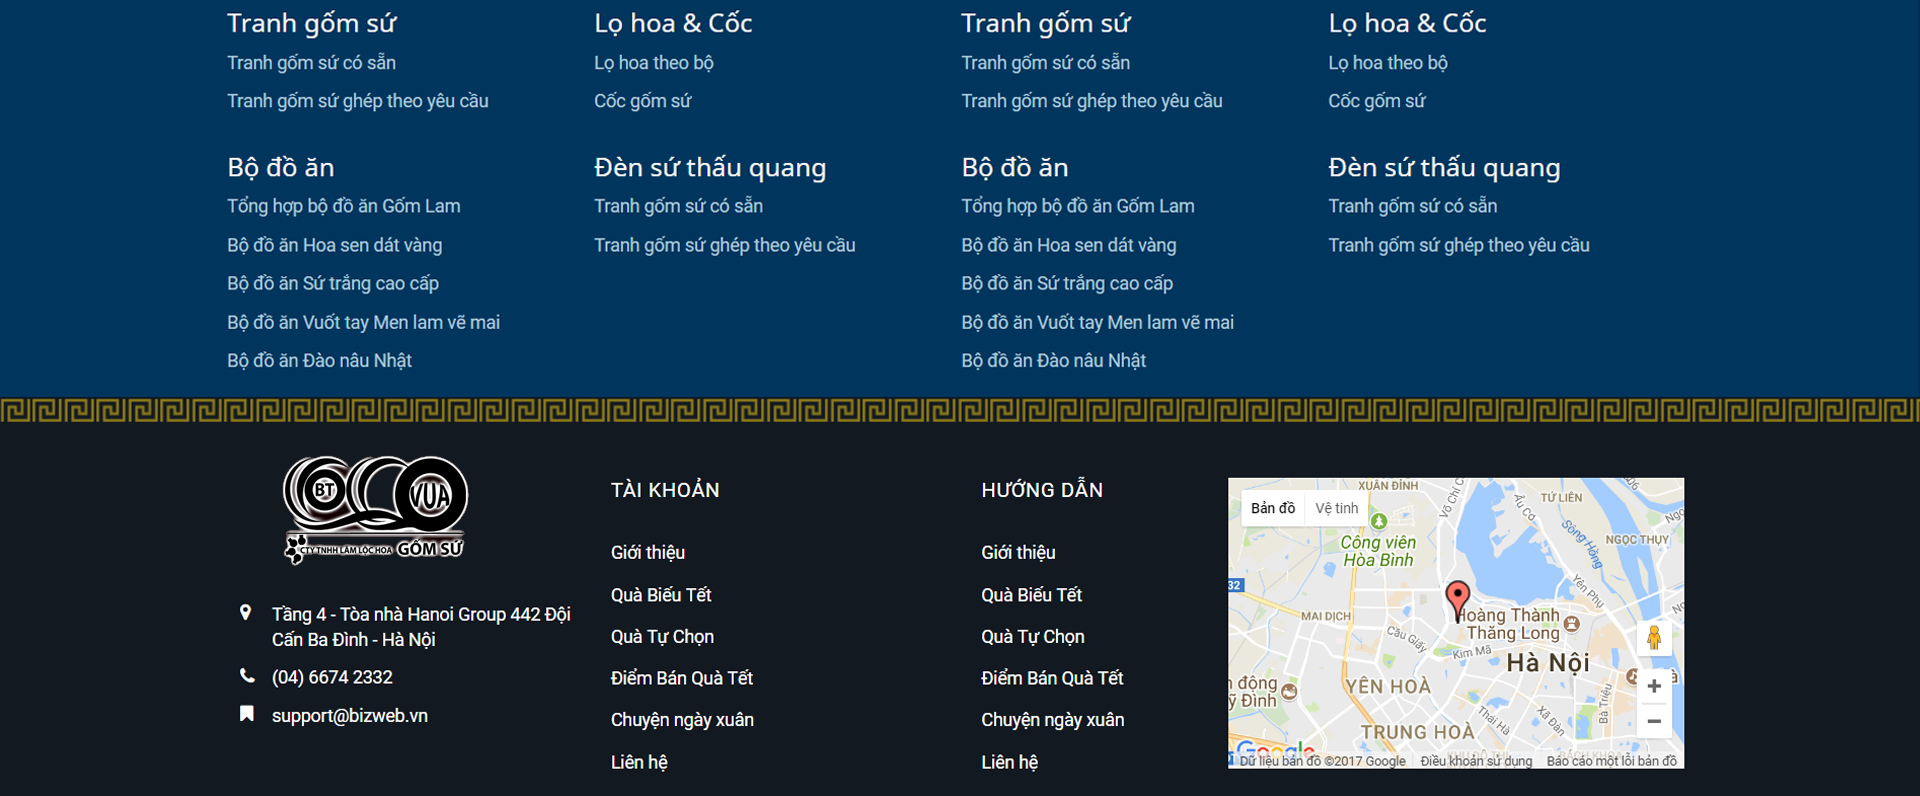 Tranh gốm sứ
Tranh gốm sứ có sẵn
Tranh gốm sứ ghép theo yêu cầu
Lọ hoa & Cốc
Lọ hoa theo bộ
Cốc gốm sứ
Tranh gốm sứ
Tranh gốm sứ có sẵn
Tranh gốm sứ ghép theo yêu cầu
Lọ hoa & Cốc
Lọ hoa theo bộ
Cốc gốm sứ
Bộ đồ ăn
Tổng hợp bộ đồ ăn Gốm Lam
Bộ đồ ăn Hoa sen dát vàng
Bộ đồ ăn Sứ trắng cao cấp
Bộ đồ ăn Vuốt tay Men lam vẽ mai
Bộ đồ ăn Đào nâu Nhật
Đèn sứ thấu quang
Tranh gốm sứ có sẵn
Tranh gốm sứ ghép theo yêu cầu
Bộ đồ ăn
Tổng hợp bộ đồ ăn Gốm Lam
Bộ đồ ăn Hoa sen dát vàng
Bộ đồ ăn Sứ trắng cao cấp
Bộ đồ ăn Vuốt tay Men lam vẽ mai
Bộ đồ ăn Đào nâu Nhật
Đèn sứ thấu quang
Tranh gốm sứ có sẵn
Tranh gốm sứ ghép theo yêu cầu
BT VUA
CTY TNHH LÂM LỘC HOA GỐM SỨ
Tầng 4 - Tòa nhà Hanoi Group 442 Đội
Cấn Ba Đình - Hà Nội
(04) 6674 2332
support@bizweb.vn
TÀI KHOẢN
Giới thiệu
Quà Biếu Tết
Quà Tự Chọn
Điểm Bán Quà Tết
Chuyện ngày xuân
Liên hệ
HƯỚNG DẪN
Giới thiệu
Quà Biếu Tết
Quà Tự Chọn
Điểm Bán Quà Tết
Chuyện ngày xuân
Liên hệ
Bản đồ Vệ tinh
XUÂN ĐỈNH
Võ Chí C
Âu Cơ
TỨ LIÊN
Sông Hồng
NGỌC THỤY
Công viên
Hòa Bình
32
Yên Phụ
MAI DỊCH
Cầu Giấy
Hoàng Thành
Thăng Long
Kim Mã
Hà Nội
động
ỹ Đình
YÊN HOÀ
Thái Hà
Xã Đàn
Bà Triệu
TRUNG HOÀ
Google
Dữ liệu bản đồ ©2017 Google Điều khoản sử dụng Báo cáo một lỗi bản đồ